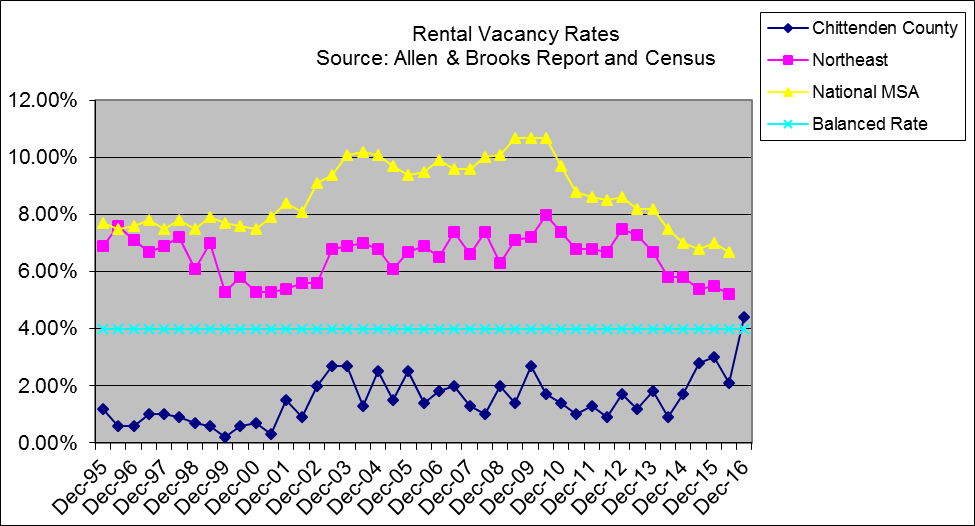 Rental Vacancy Rates
Source: Allen & Brooks Report and Census
Chittenden County
Northeast
National MSA
Balanced Rate
12.00%
10.00%
8.00%
6.00%
4.00%
2.00%
0.00%
Dec-95
Dec-96
Dec-97
Dec-98
Dec-99
Dec-00
Dec-01
Dec-02
Dec-03
Dec-04
Dec-05
Dec-06
Dec-07
Dec-08
Dec-09
Dec-10
Dec-11
Dec-12
Dec-13
Dec-14
Dec-15
Dec-16